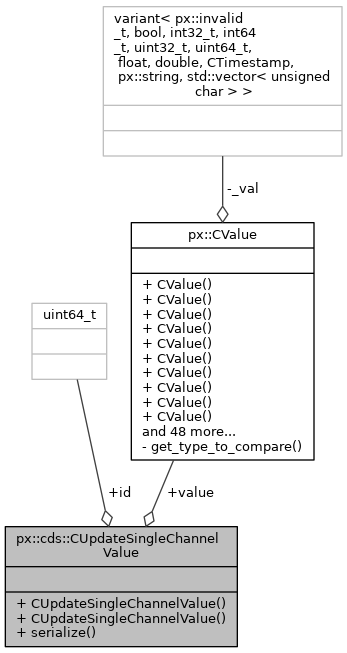 variant< px::invalid
_t, bool, int32_t, int64
_t, uint32_t, uint64_t,
float, double, CTimestamp,
px::string, std::vector< unsigned
char > >
-_val
px::CValue
+ CValue()
+ CValue()
+ CValue()
+ CValue()
+ CValue()
+ CValue()
+ CValue()
+ CValue()
+ CValue()
+ CValue()
and 48 more...
- get_type_to_compare()
uint64_t
+id
+value
px::cds::CUpdateSingleChannel
Value
+ CUpdateSingleChannelValue()
+ CUpdateSingleChannelValue()
+ serialize()